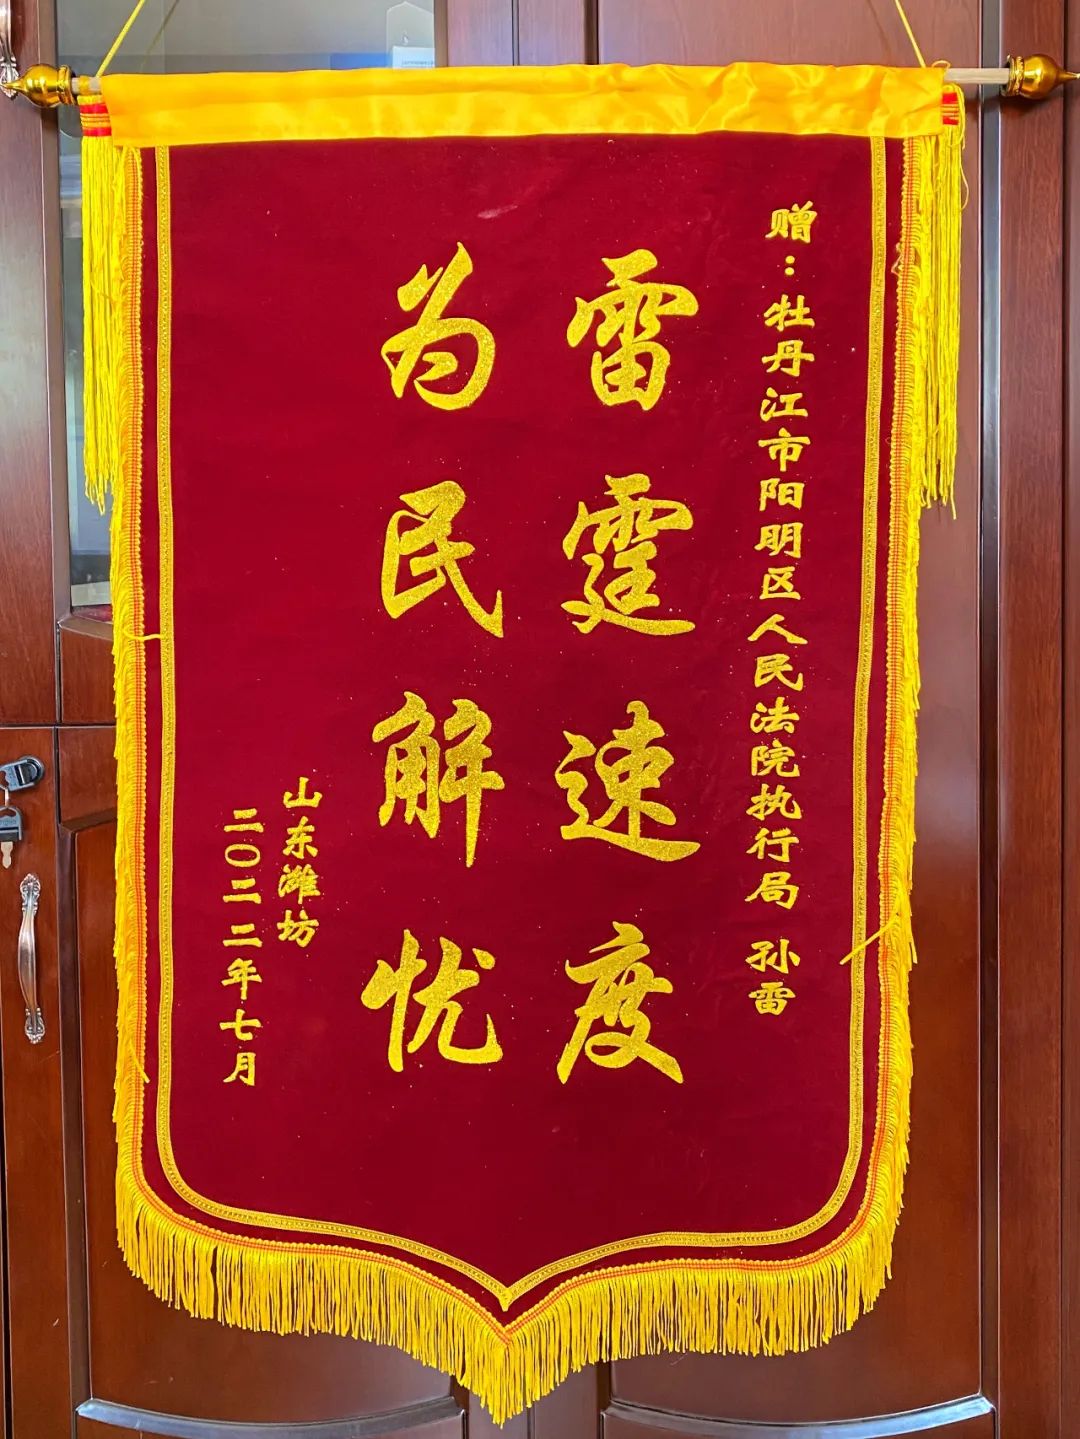 赠：牡丹江市阳明区人民法院执行局 孙雷
雷霆速度
为民解忧
山东潍坊
二〇二二年七月